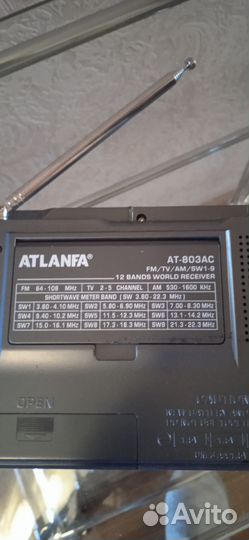 ATLANFA®
AT-803AC
FM/TV/AM/SW1-9
12 BANDS WORLD RECEIVER
FM 64-108 MHz TV 2-5 CHANNEL AM 530-1600 KHz
SHORTWAVE METER BAND (SW 3.60-22.3 MHz)
SW1 3.60-4.10 MHz SW2 5.60-6.90 MHz SW3 7.00-8.30 MHz
SW4 9.40-10.2 MHz SW5 11.5-12.3 MHz SW6 13.1-14.2 MHz
SW7 15.0-16.1 MHz SW8 17.3-18.3 MHz SW9 21.3-22.3 MHz
OPEN
Avito